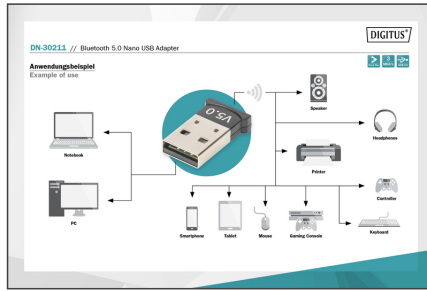 DIGITUS®
DN-30211 // Bluetooth 5.0 Nano USB Adapter
Anwendungsbeispiel
Example of use
V5.0
Speaker
Notebook
Headphones
Printer
PC
Controller
Smartphone
Tablet
Mouse
Gaming Console
Keyboard